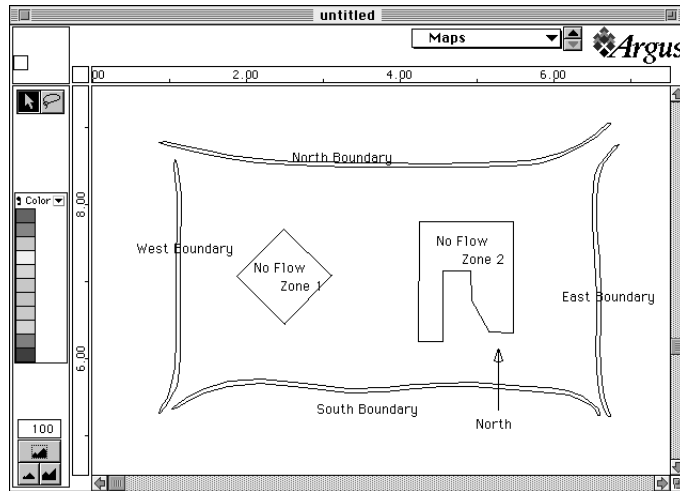 untitled
Maps
Argus
00
2.00
4.00
6.00
Color
8.00
6.00
100
North Boundary
West Boundary
No Flow
Zone 1
No Flow
Zone 2
East Boundary
South Boundary
North